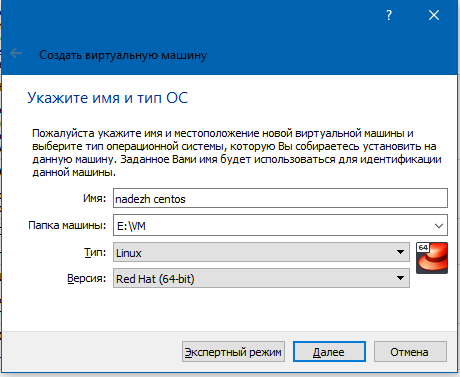 ?
Создать виртуальную машину
Укажите имя и тип ОС
Пожалуйста укажите имя и местоположение новой виртуальной машины и
выберите тип операционной системы, которую Вы собираетесь установить на
данную машину. Заданное Вами имя будет использоваться для идентификации
данной машины.
Имя: nadezh centos
Папка машины: E:\VM
Тип: Linux
64
Версия: Red Hat (64-bit)
Экспертный режим Далее Отмена